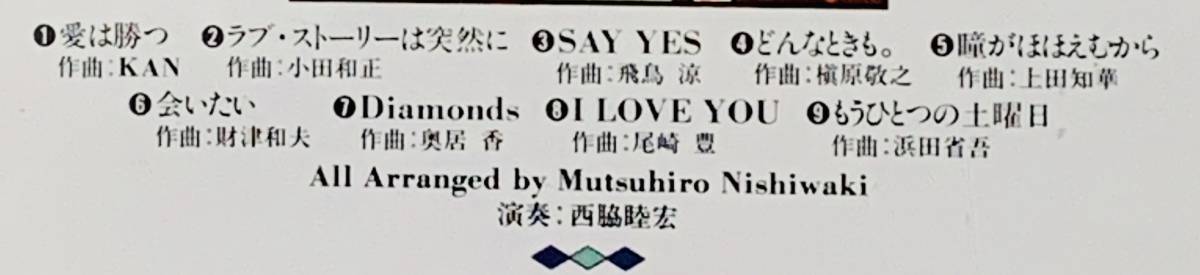 ❶愛は勝つ ❷ラブ・ストーリーは突然に ❸SAY YES ❹どんなときも。 ❺瞳がほほえむから
作曲:KAN 作曲:小田和正 作曲:飛鳥 涼 作曲:槇原敬之 作曲:上田知華
❻会いたい ❼Diamonds ❽I LOVE YOU ❾もうひとつの土曜日
作曲:財津和夫 作曲:奥居 香 作曲:尾崎 豊 作曲:浜田省吾
All Arranged by Mutsuhiro Nishiwaki
演奏:西脇睦宏